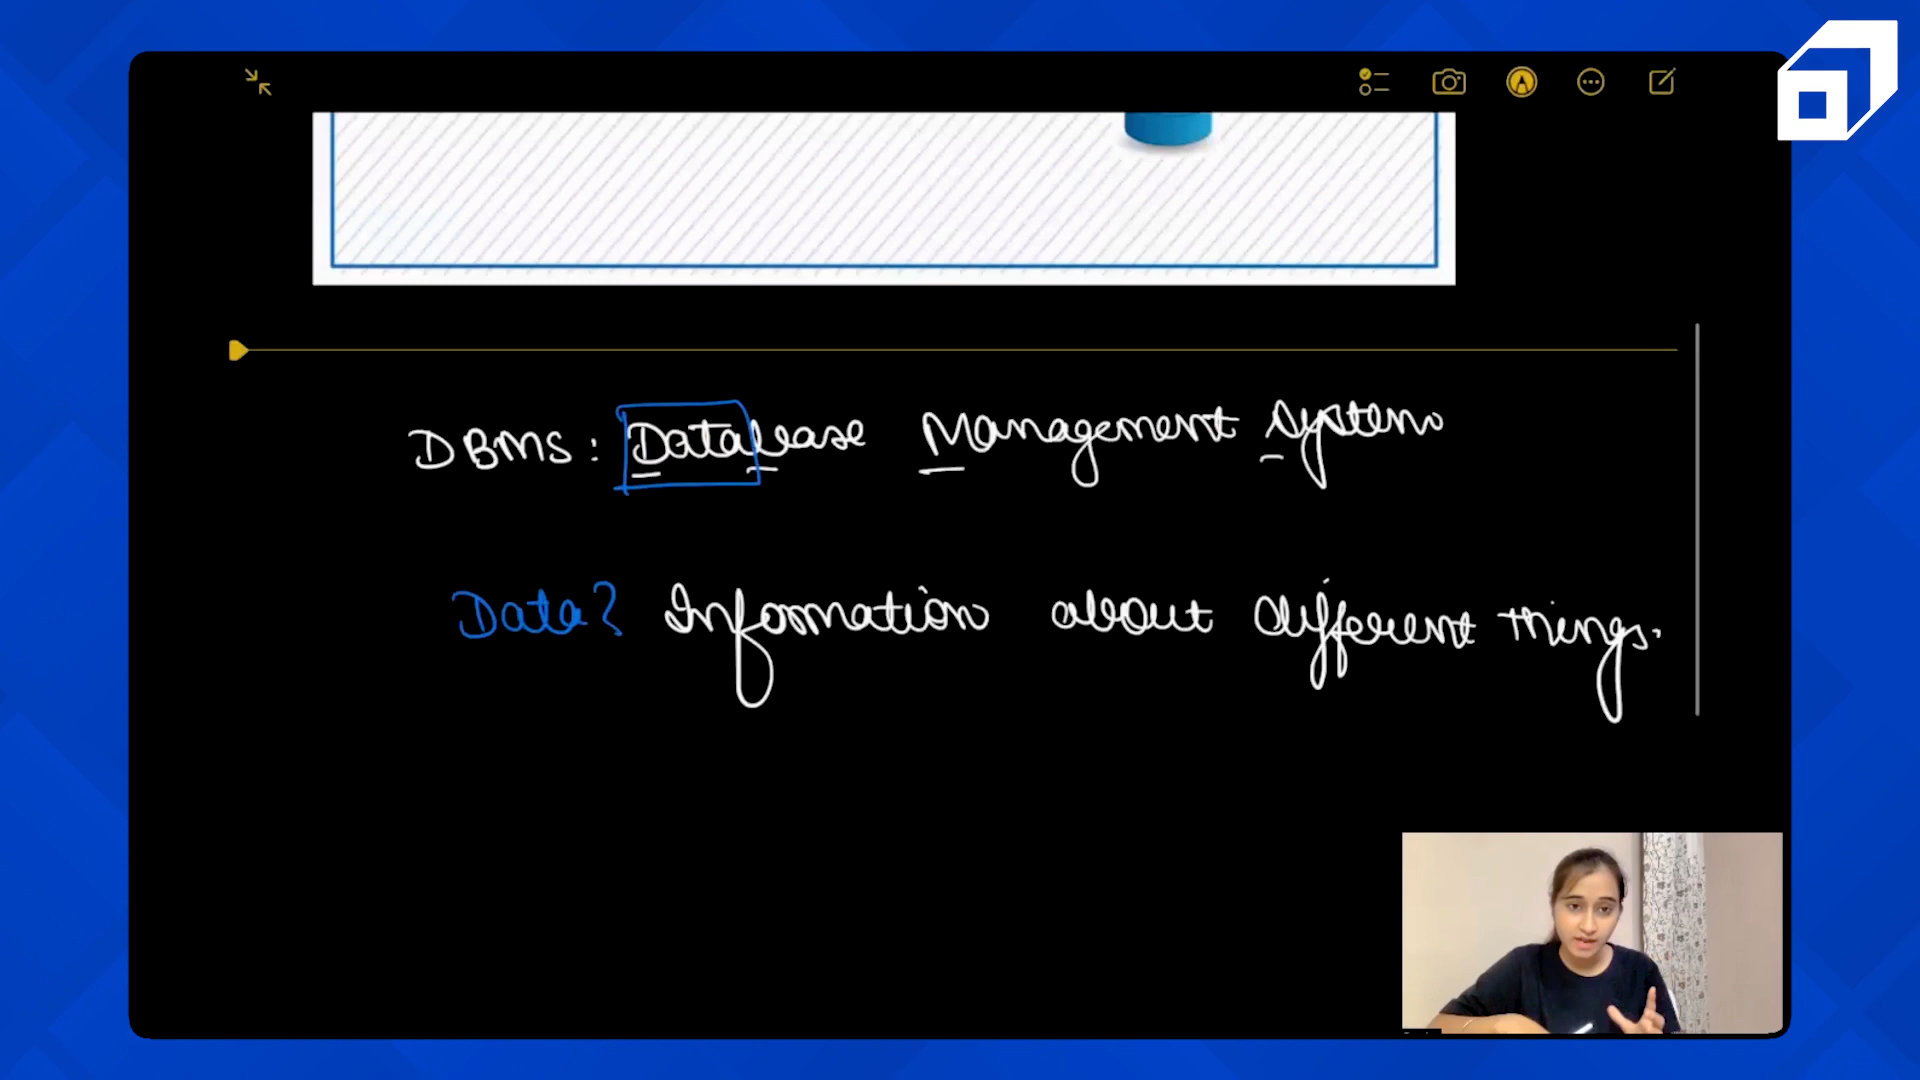 DBMS: Database Management System
Data? Information about different things.